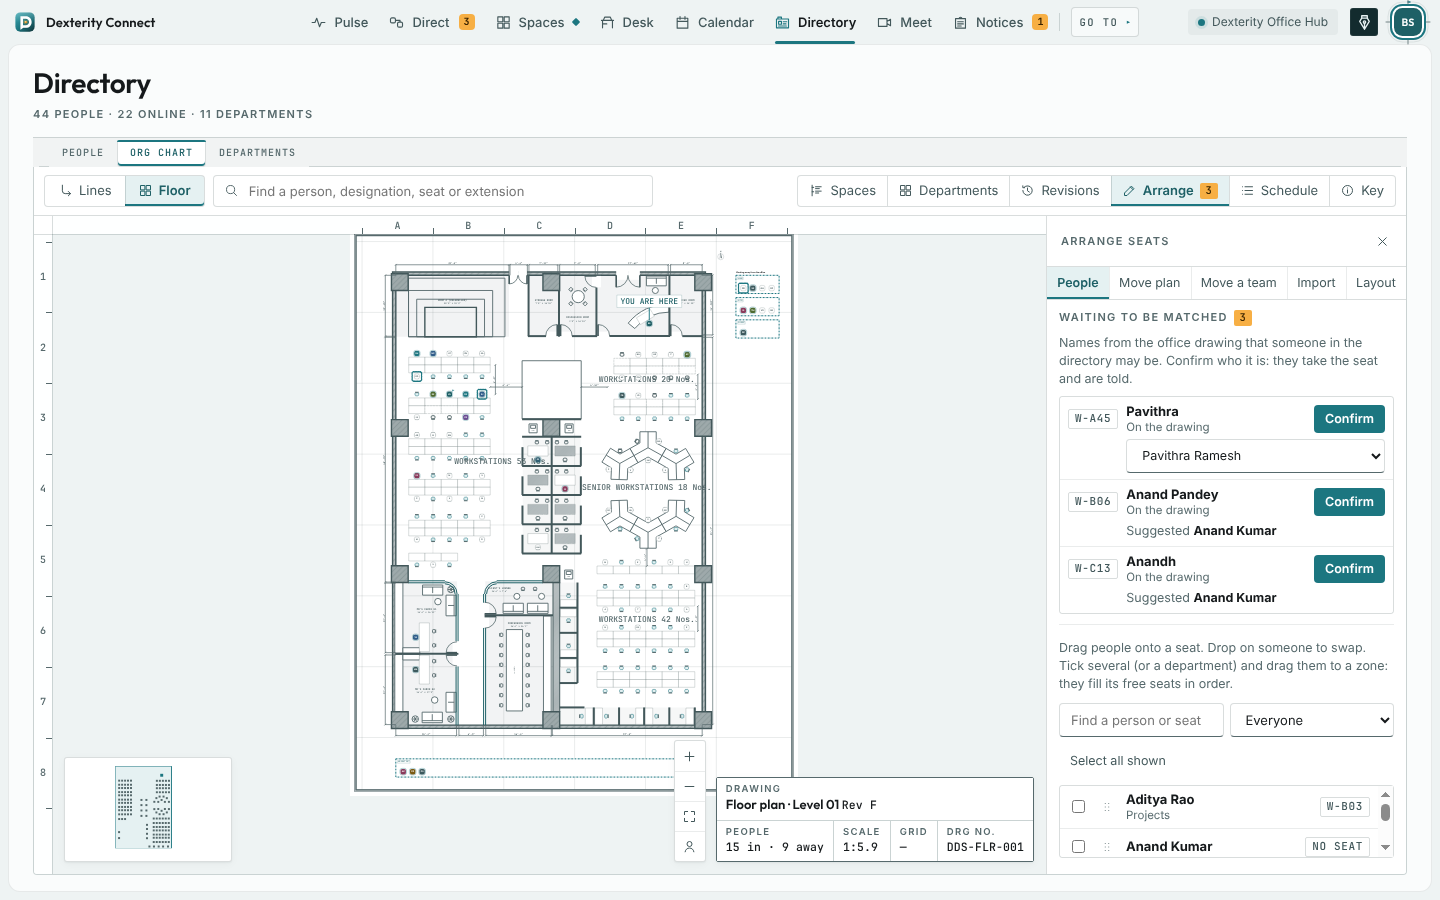 Dexterity Connect
Pulse
Direct 3
Spaces
Desk
Calendar
Directory
Meet
Notices 1
GO TO
Dexterity Office Hub
BS
Directory
44 PEOPLE · 22 ONLINE · 11 DEPARTMENTS
PEOPLE
ORG CHART
DEPARTMENTS
Lines
Floor
Find a person, designation, seat or extension
Spaces
Departments
Revisions
Arrange 3
Schedule
Key
A B C D E F
1
2
3
4
5
6
7
8
YOU ARE HERE
WORKSTATIONS 20 Nos.
WORKSTATIONS 53 Nos.
SENIOR WORKSTATIONS 18 Nos.
WORKSTATIONS 42 Nos.
DRAWING
Floor plan · Level 01 Rev F
PEOPLE
15 in · 9 away
SCALE
1:5.9
GRID
—
DRG NO.
DDS-FLR-001
ARRANGE SEATS
People
Move plan
Move a team
Import
Layout
WAITING TO BE MATCHED 3
Names from the office drawing that someone in the
directory may be. Confirm who it is: they take the seat
and are told.
W-A45
Pavithra
On the drawing
Confirm
Pavithra Ramesh
W-B06
Anand Pandey
On the drawing
Confirm
Suggested Anand Kumar
W-C13
Anandh
On the drawing
Confirm
Suggested Anand Kumar
Drag people onto a seat. Drop on someone to swap.
Tick several (or a department) and drag them to a zone:
they fill its free seats in order.
Find a person or seat
Everyone
Select all shown
Aditya Rao
Projects
W-B03
Anand Kumar
NO SEAT